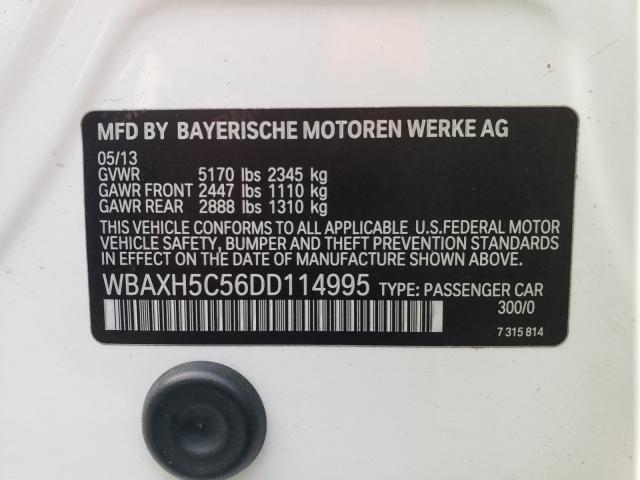 MFD BY BAYERISCHE MOTOREN WERKE AG
05/13
GVWR 5170 lbs 2345 kg
GAWR FRONT 2447 lbs 1110 kg
GAWR REAR 2888 lbs 1310 kg
THIS VEHICLE CONFORMS TO ALL APPLICABLE U.S.FEDERAL MOTOR
VEHICLE SAFETY, BUMPER AND THEFT PREVENTION STANDARDS
IN EFFECT ON THE DATE OF MANUFACTURE SHOWN ABOVE.
WBAXH5C56DD114995 TYPE: PASSENGER CAR
300/0
7 315 814